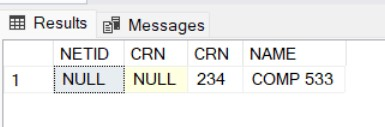 Results Messages
NETID CRN CRN NAME
1 NULL NULL 234 COMP 533